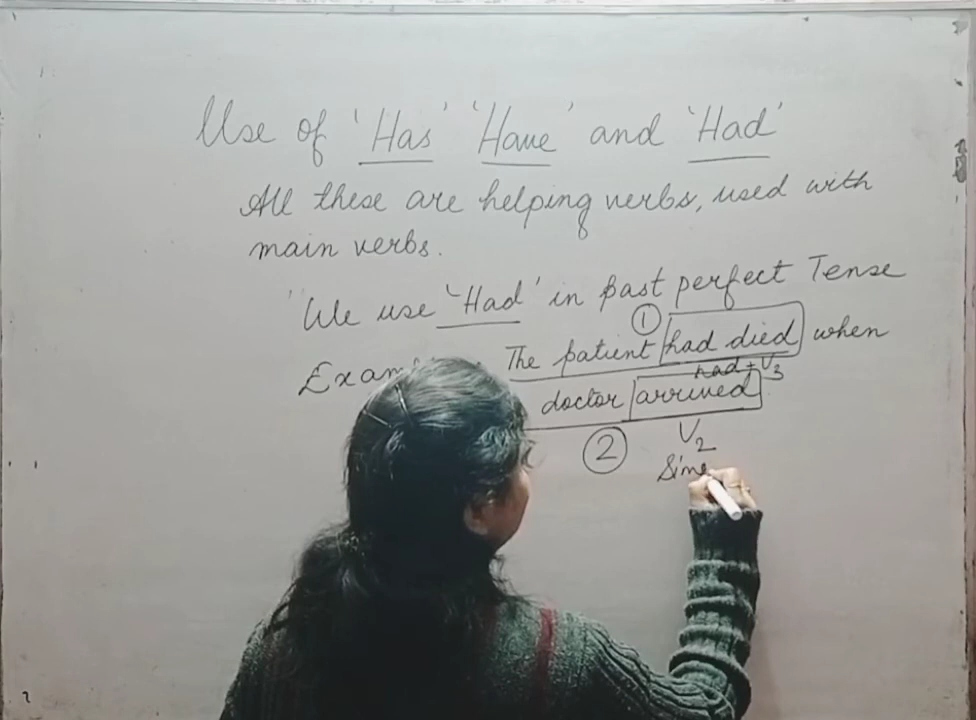 Use of 'Has' 'Have' and 'Had'
All these are helping verbs, used with
main verbs.
'We use 'Had' in past perfect Tense
① 
The patient had died when
had + V3
doctor arrived
② V2